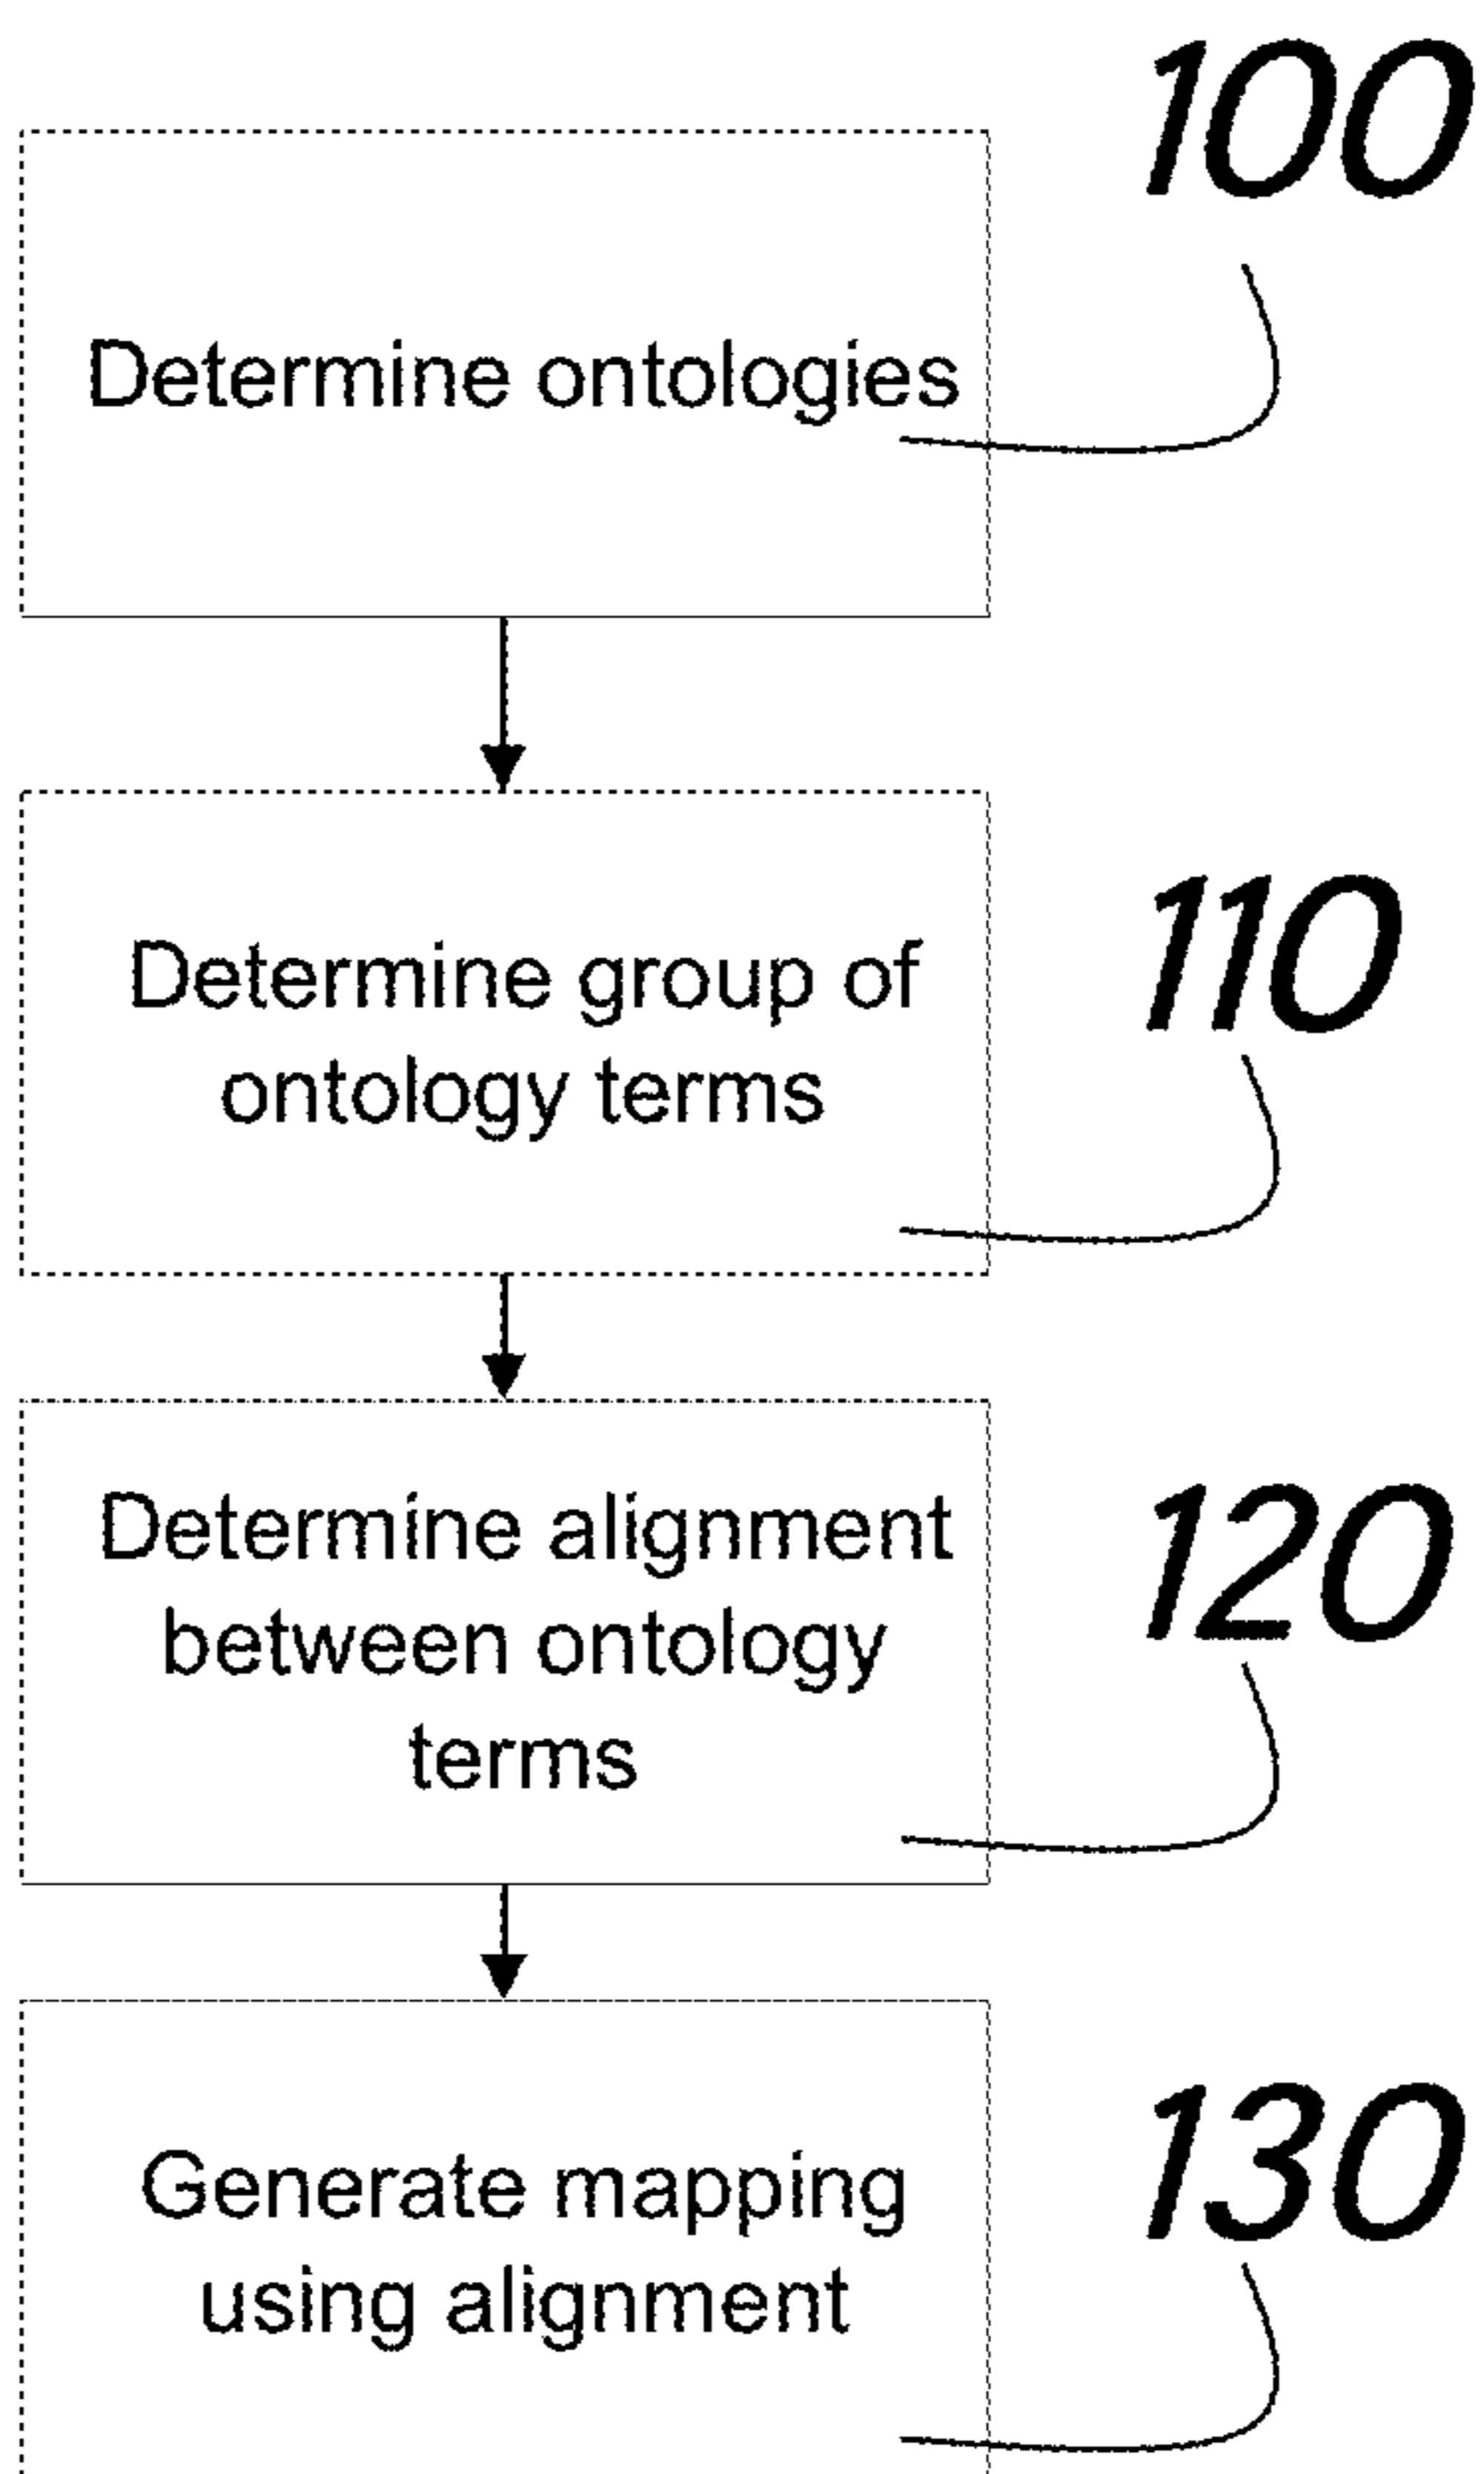 100
Determine ontologies
110
Determine group of
ontology terms
120
Determine alignment
between ontology
terms
130
Generate mapping
using alignment